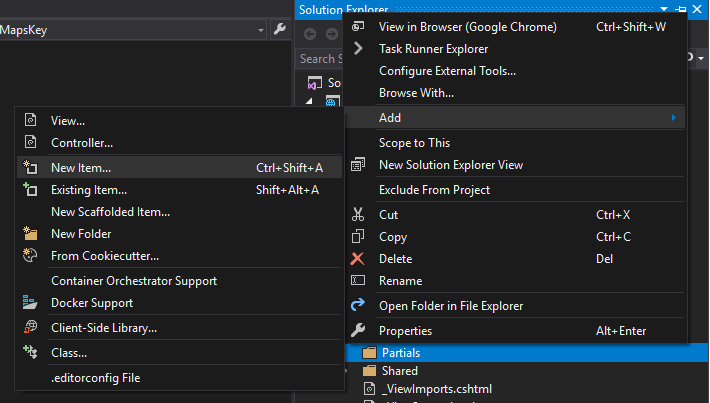 MapsKey
Solution Explorer
View in Browser (Google Chrome) Ctrl+Shift+W
Task Runner Explorer
Configure External Tools...
Search S
Browse With...
So
Add
View...
Controller...
Scope to This
New Item... Ctrl+Shift+A
New Solution Explorer View
Existing Item... Shift+Alt+A
Exclude From Project
New Scaffolded Item...
Cut Ctrl+X
New Folder
Copy Ctrl+C
From Cookiecutter...
Delete Del
Container Orchestrator Support
Rename
Docker Support
Open Folder in File Explorer
Client-Side Library...
Properties Alt+Enter
Class...
Partials
Shared
.editorconfig File
_ViewImports.cshtml